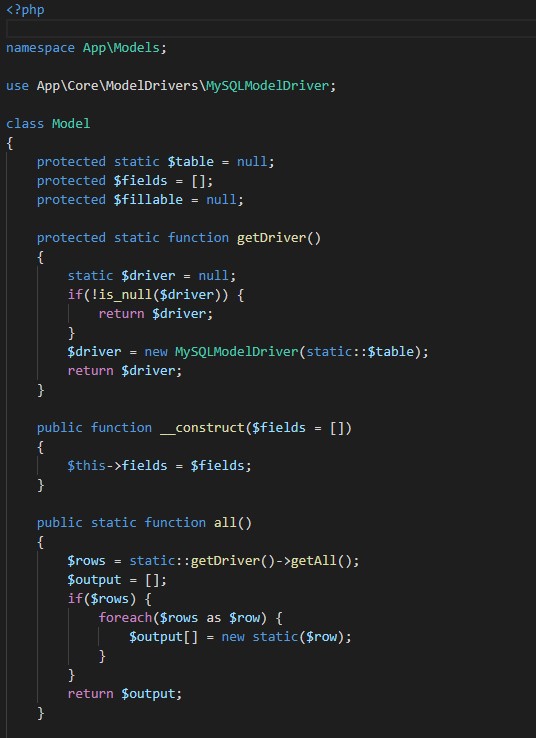 <?php
namespace App\Models;
use App\Core\ModelDrivers\MySQLModelDriver;
class Model
{
    protected static $table = null;
    protected $fields = [];
    protected $fillable = null;
    protected static function getDriver()
    {
        static $driver = null;
        if(!is_null($driver)) {
            return $driver;
        }
        $driver = new MySQLModelDriver(static::$table);
        return $driver;
    }
    public function __construct($fields = [])
    {
        $this->fields = $fields;
    }
    public static function all()
    {
        $rows = static::getDriver()->getAll();
        $output = [];
        if($rows) {
            foreach($rows as $row) {
                $output[] = new static($row);
            }
        }
        return $output;
    }